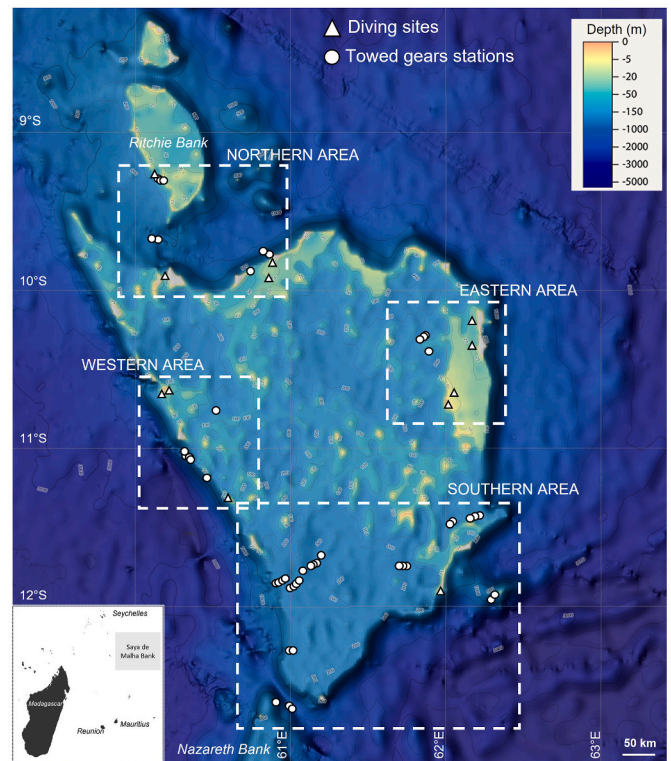 Diving sites
Towed gears stations
Depth (m)
0
-5
-20
-50
-150
-1000
-3000
-5000
9°S
Ritchie Bank
NORTHERN AREA
10°S
EASTERN AREA
WESTERN AREA
11°S
SOUTHERN AREA
12°S
Seychelles
Saya de
Malha Bank
Madagascar
Mauritius
Reunion
Nazareth Bank
61°E
62°E
63°E
50 km